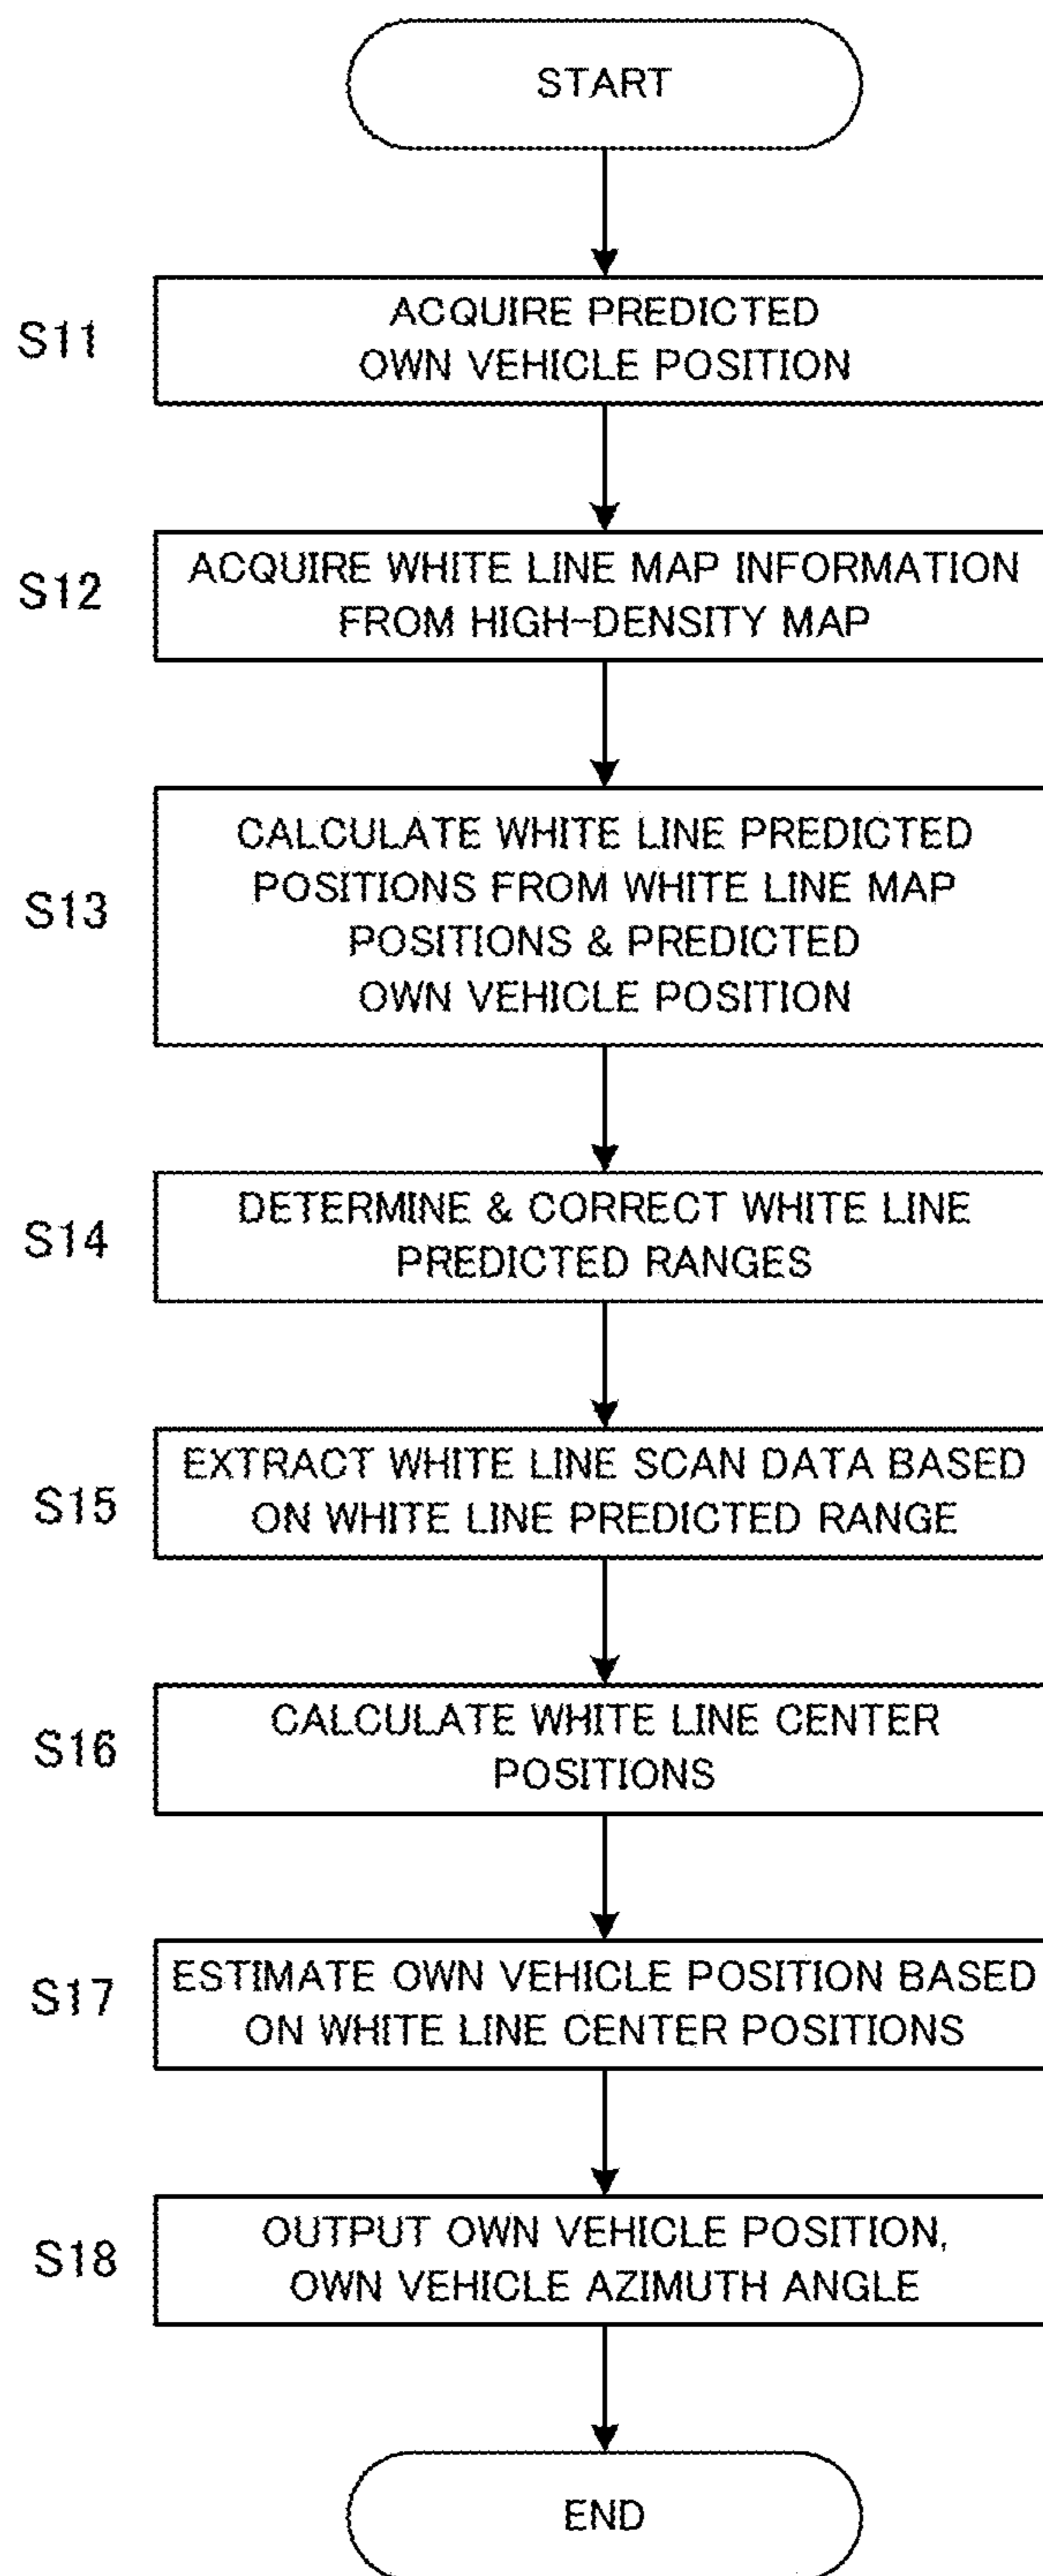 START
S11
ACQUIRE PREDICTED
OWN VEHICLE POSITION
S12
ACQUIRE WHITE LINE MAP INFORMATION
FROM HIGH-DENSITY MAP
S13
CALCULATE WHITE LINE PREDICTED
POSITIONS FROM WHITE LINE MAP
POSITIONS & PREDICTED
OWN VEHICLE POSITION
S14
DETERMINE & CORRECT WHITE LINE
PREDICTED RANGES
S15
EXTRACT WHITE LINE SCAN DATA BASED
ON WHITE LINE PREDICTED RANGE
S16
CALCULATE WHITE LINE CENTER
POSITIONS
S17
ESTIMATE OWN VEHICLE POSITION BASED
ON WHITE LINE CENTER POSITIONS
S18
OUTPUT OWN VEHICLE POSITION,
OWN VEHICLE AZIMUTH ANGLE
END